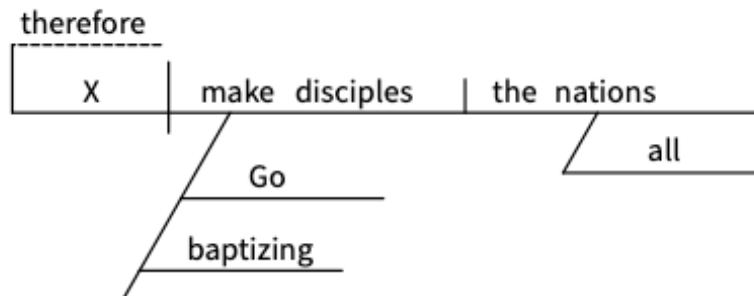 therefore
X make disciples the nations
all
Go
baptizing